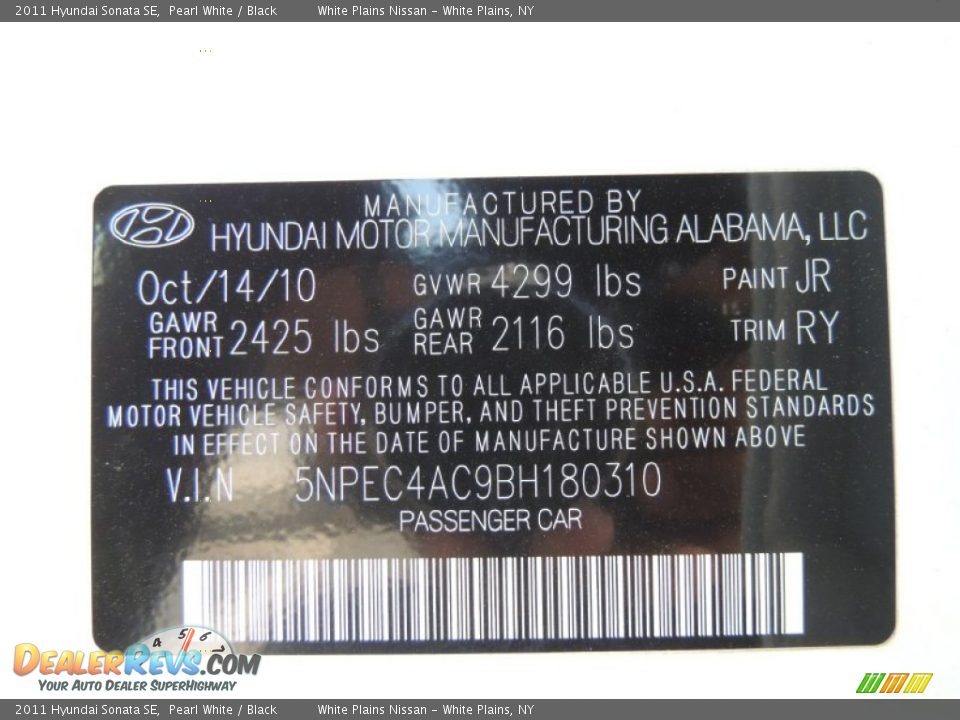 2011 Hyundai Sonata SE,  Pearl White / Black    White Plains Nissan - White Plains, NY
MANUFACTURED BY
HYUNDAI MOTOR MANUFACTURING ALABAMA, LLC
Oct/14/10 GVWR 4299 lbs PAINT JR
GAWR FRONT 2425 lbs GAWR REAR 2116 lbs TRIM RY
THIS VEHICLE CONFORMS TO ALL APPLICABLE U.S.A. FEDERAL
MOTOR VEHICLE SAFETY, BUMPER, AND THEFT PREVENTION STANDARDS
IN EFFECT ON THE DATE OF MANUFACTURE SHOWN ABOVE
V.I.N 5NPEC4AC9BH180310
PASSENGER CAR
4 5 6
DEALERREVS.COM
YOUR AUTO DEALER SUPERHIGHWAY
2011 Hyundai Sonata SE,  Pearl White / Black    White Plains Nissan - White Plains, NY